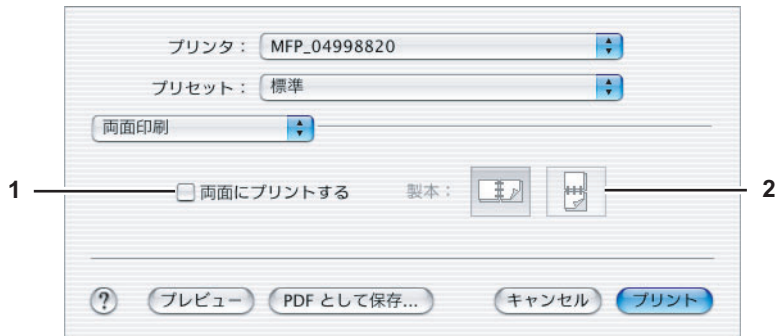 プリンタ： MFP_04998820
プリセット： 標準
両面印刷
1 両面にプリントする 製本： 2
? プレビュー PDF として保存... キャンセル プリント